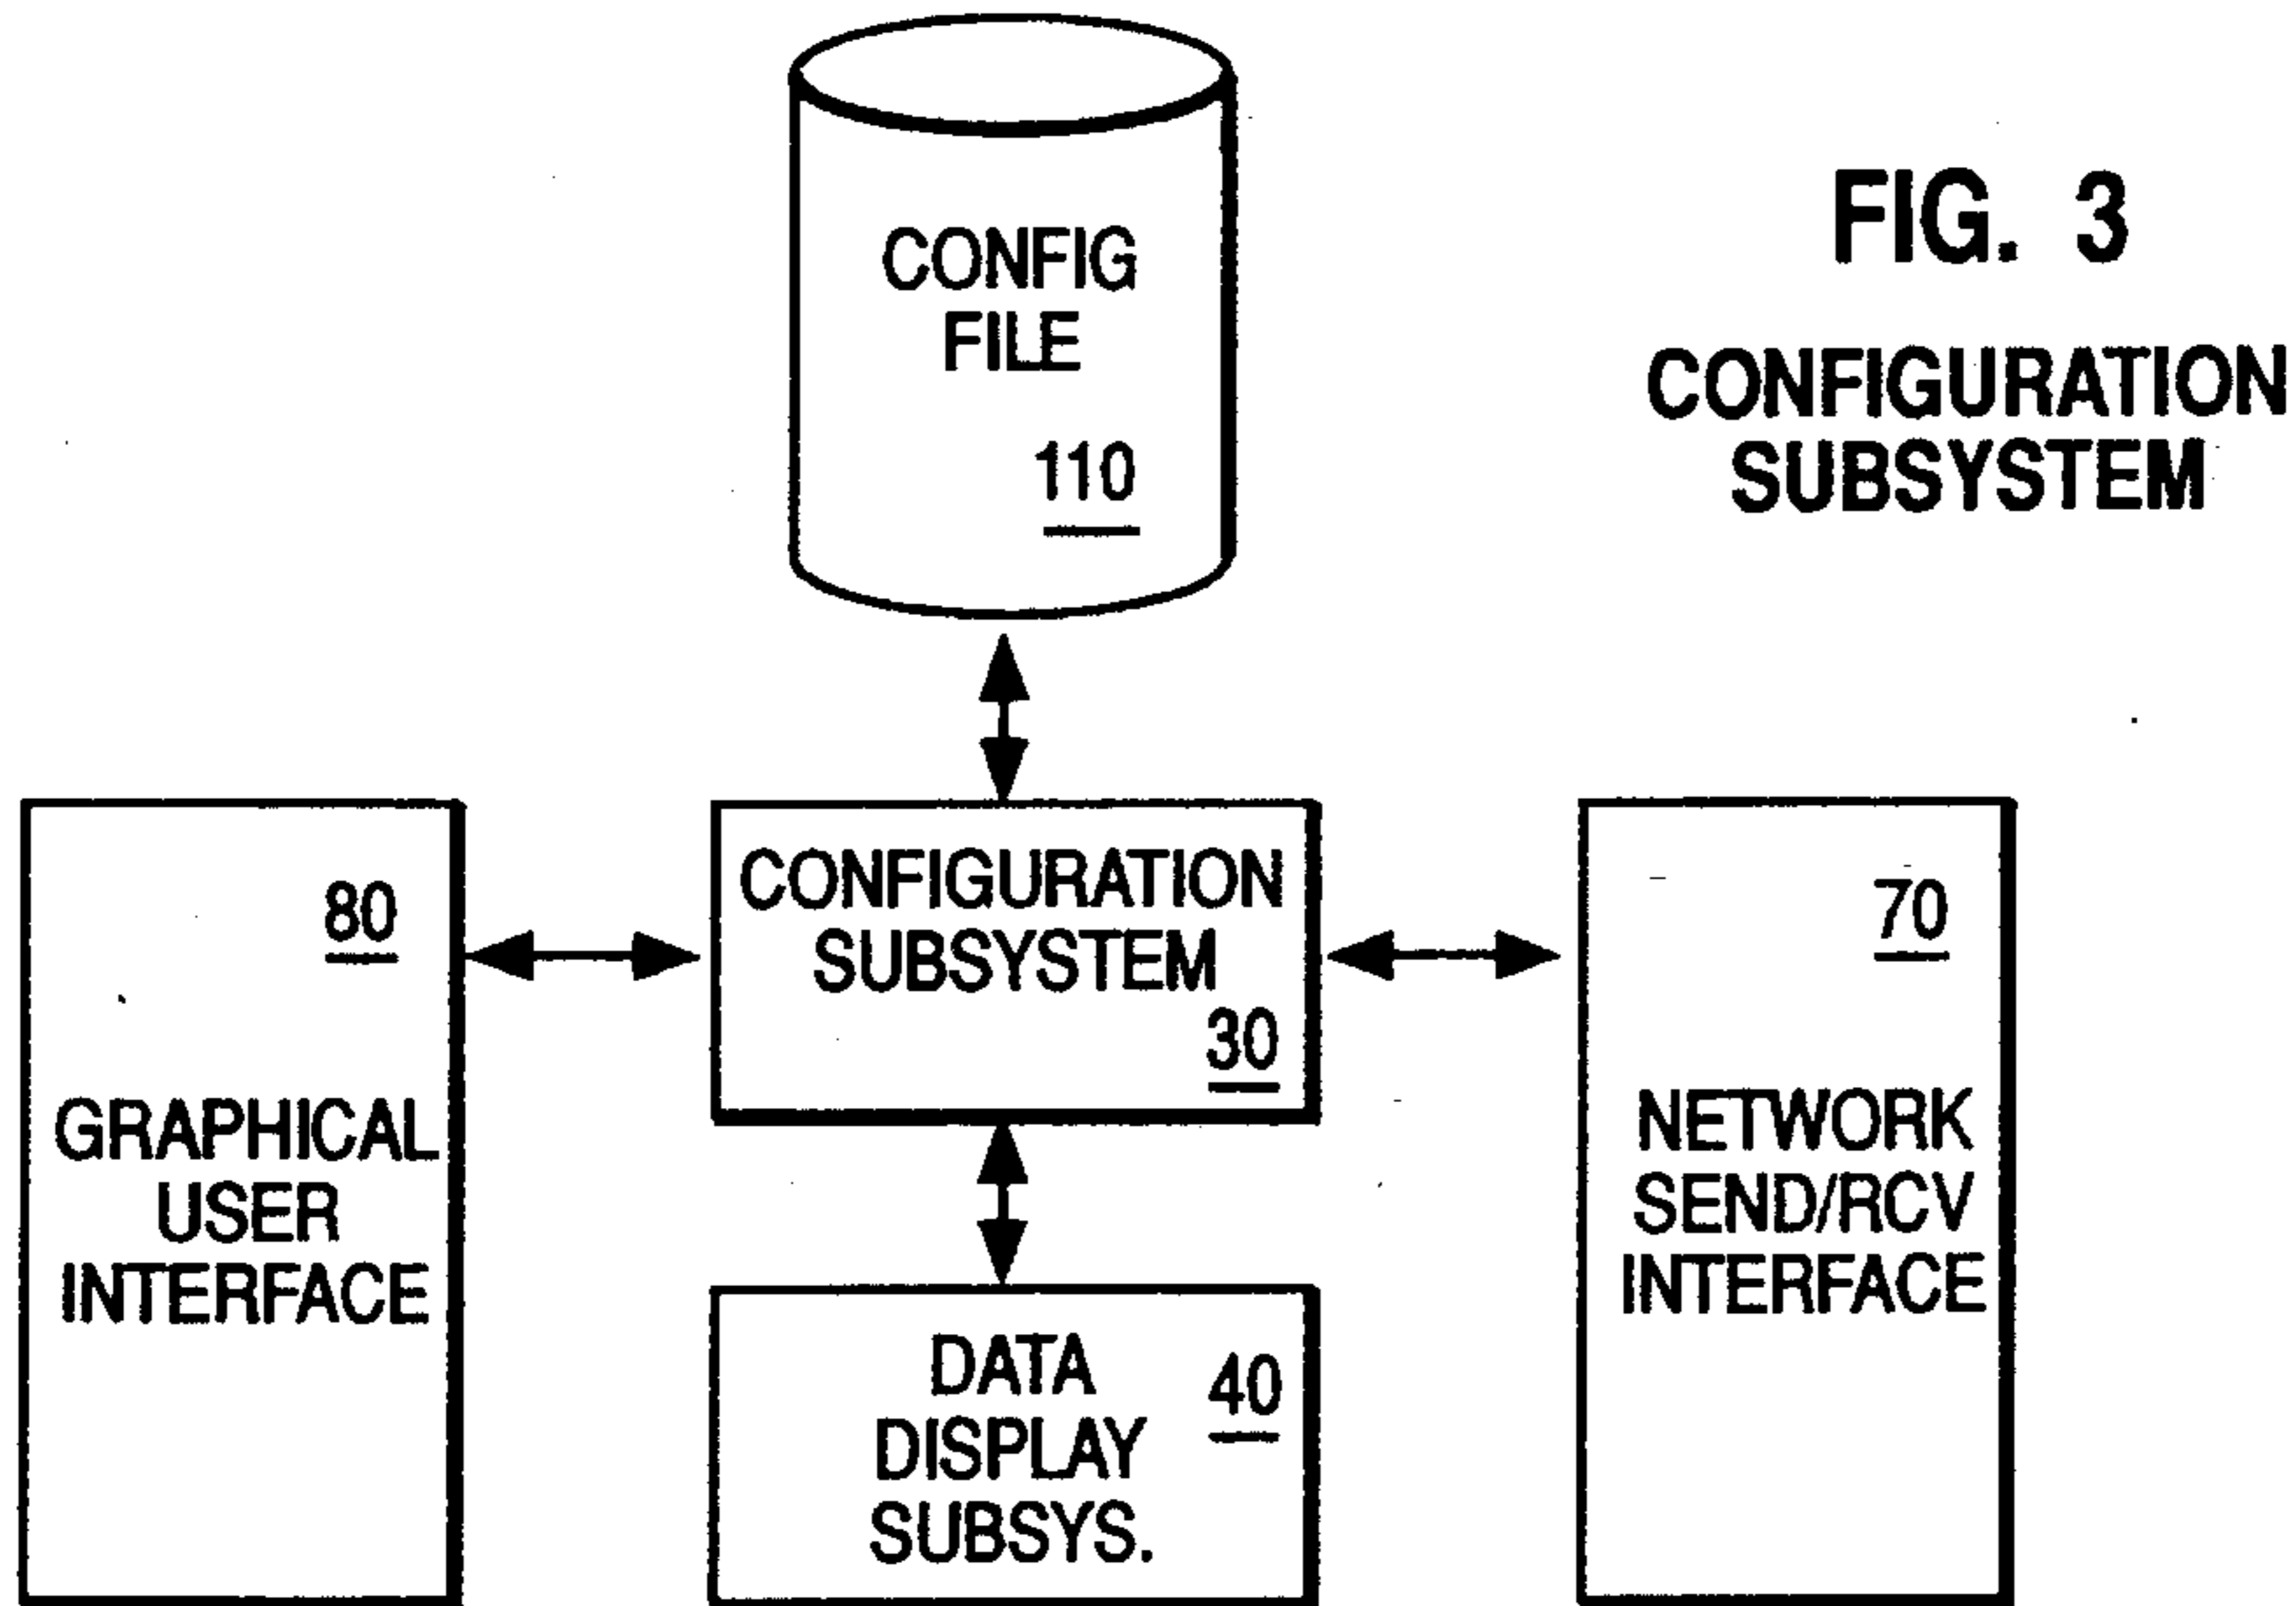 CONFIG
FILE
110
FIG. 3
CONFIGURATION
SUBSYSTEM
80
GRAPHICAL
USER
INTERFACE
CONFIGURATION
SUBSYSTEM
30
70
NETWORK
SEND/RCV
INTERFACE
DATA
DISPLAY
SUBSYS.
40